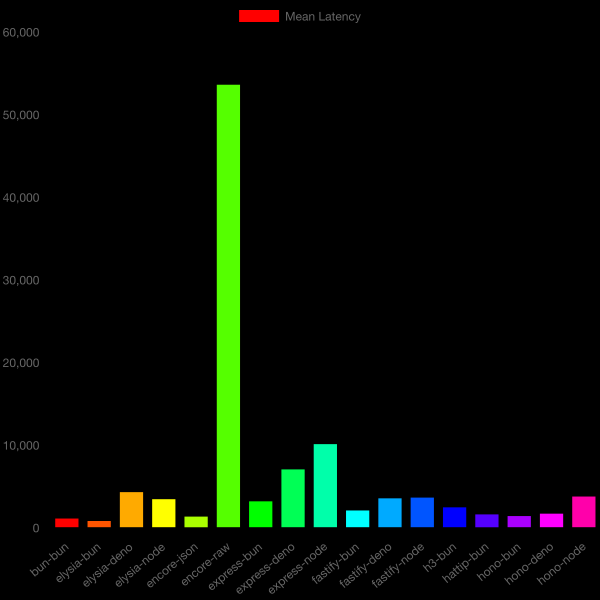 Mean Latency
60,000
50,000
40,000
30,000
20,000
10,000
0
bun-bun
elysia-bun
elysia-deno
elysia-node
encore-json
encore-raw
express-bun
express-deno
express-node
fastify-bun
fastify-deno
fastify-node
h3-bun
hattip-bun
hono-bun
hono-deno
hono-node